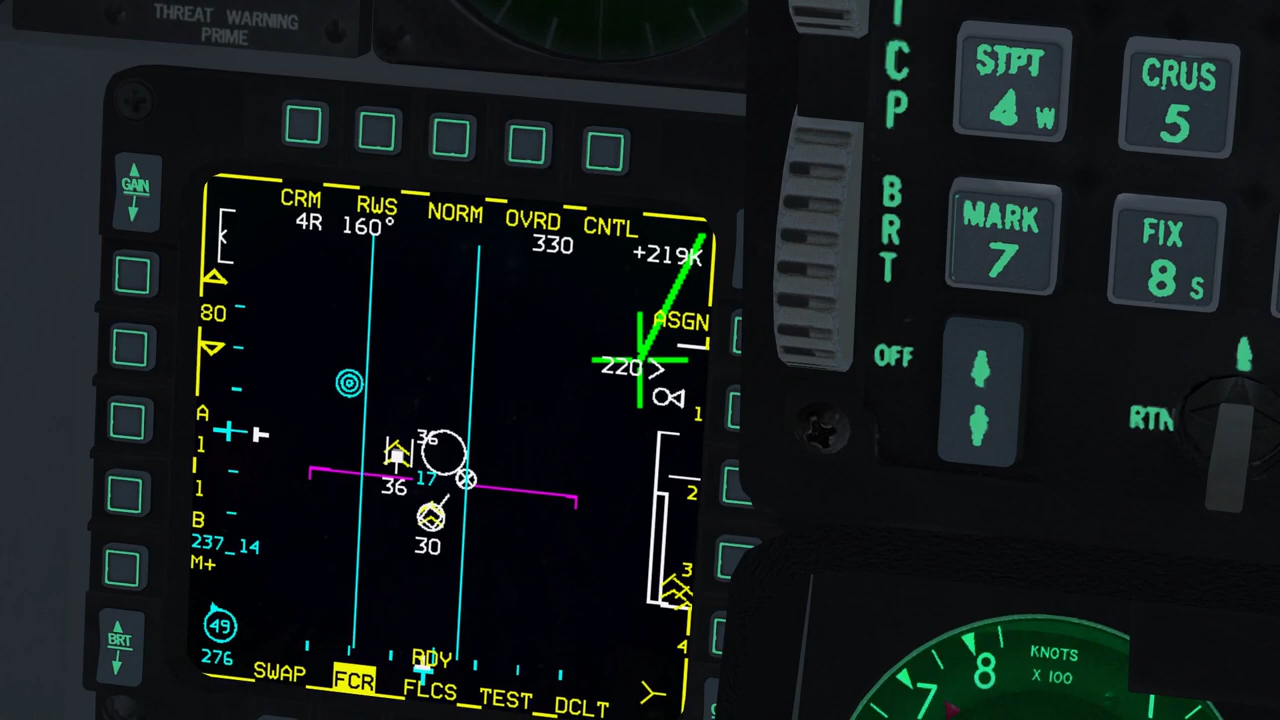 THREAT WARNING
PRIME
GAIN
CRM RWS NORM OVRD CNTL
4R 160° 330 +219K
80
ASGN
220
1
A
1
1
B
36
36
17
30
2
3
4
237_14
M+
49
276
RDY
SWAP FCR FLCS TEST DCLT
BRT
ICP
BRT
OFF
STPT
4 W
CRUS
5
MARK
7
FIX
8 S
RTN
KNOTS
X 100
8
7